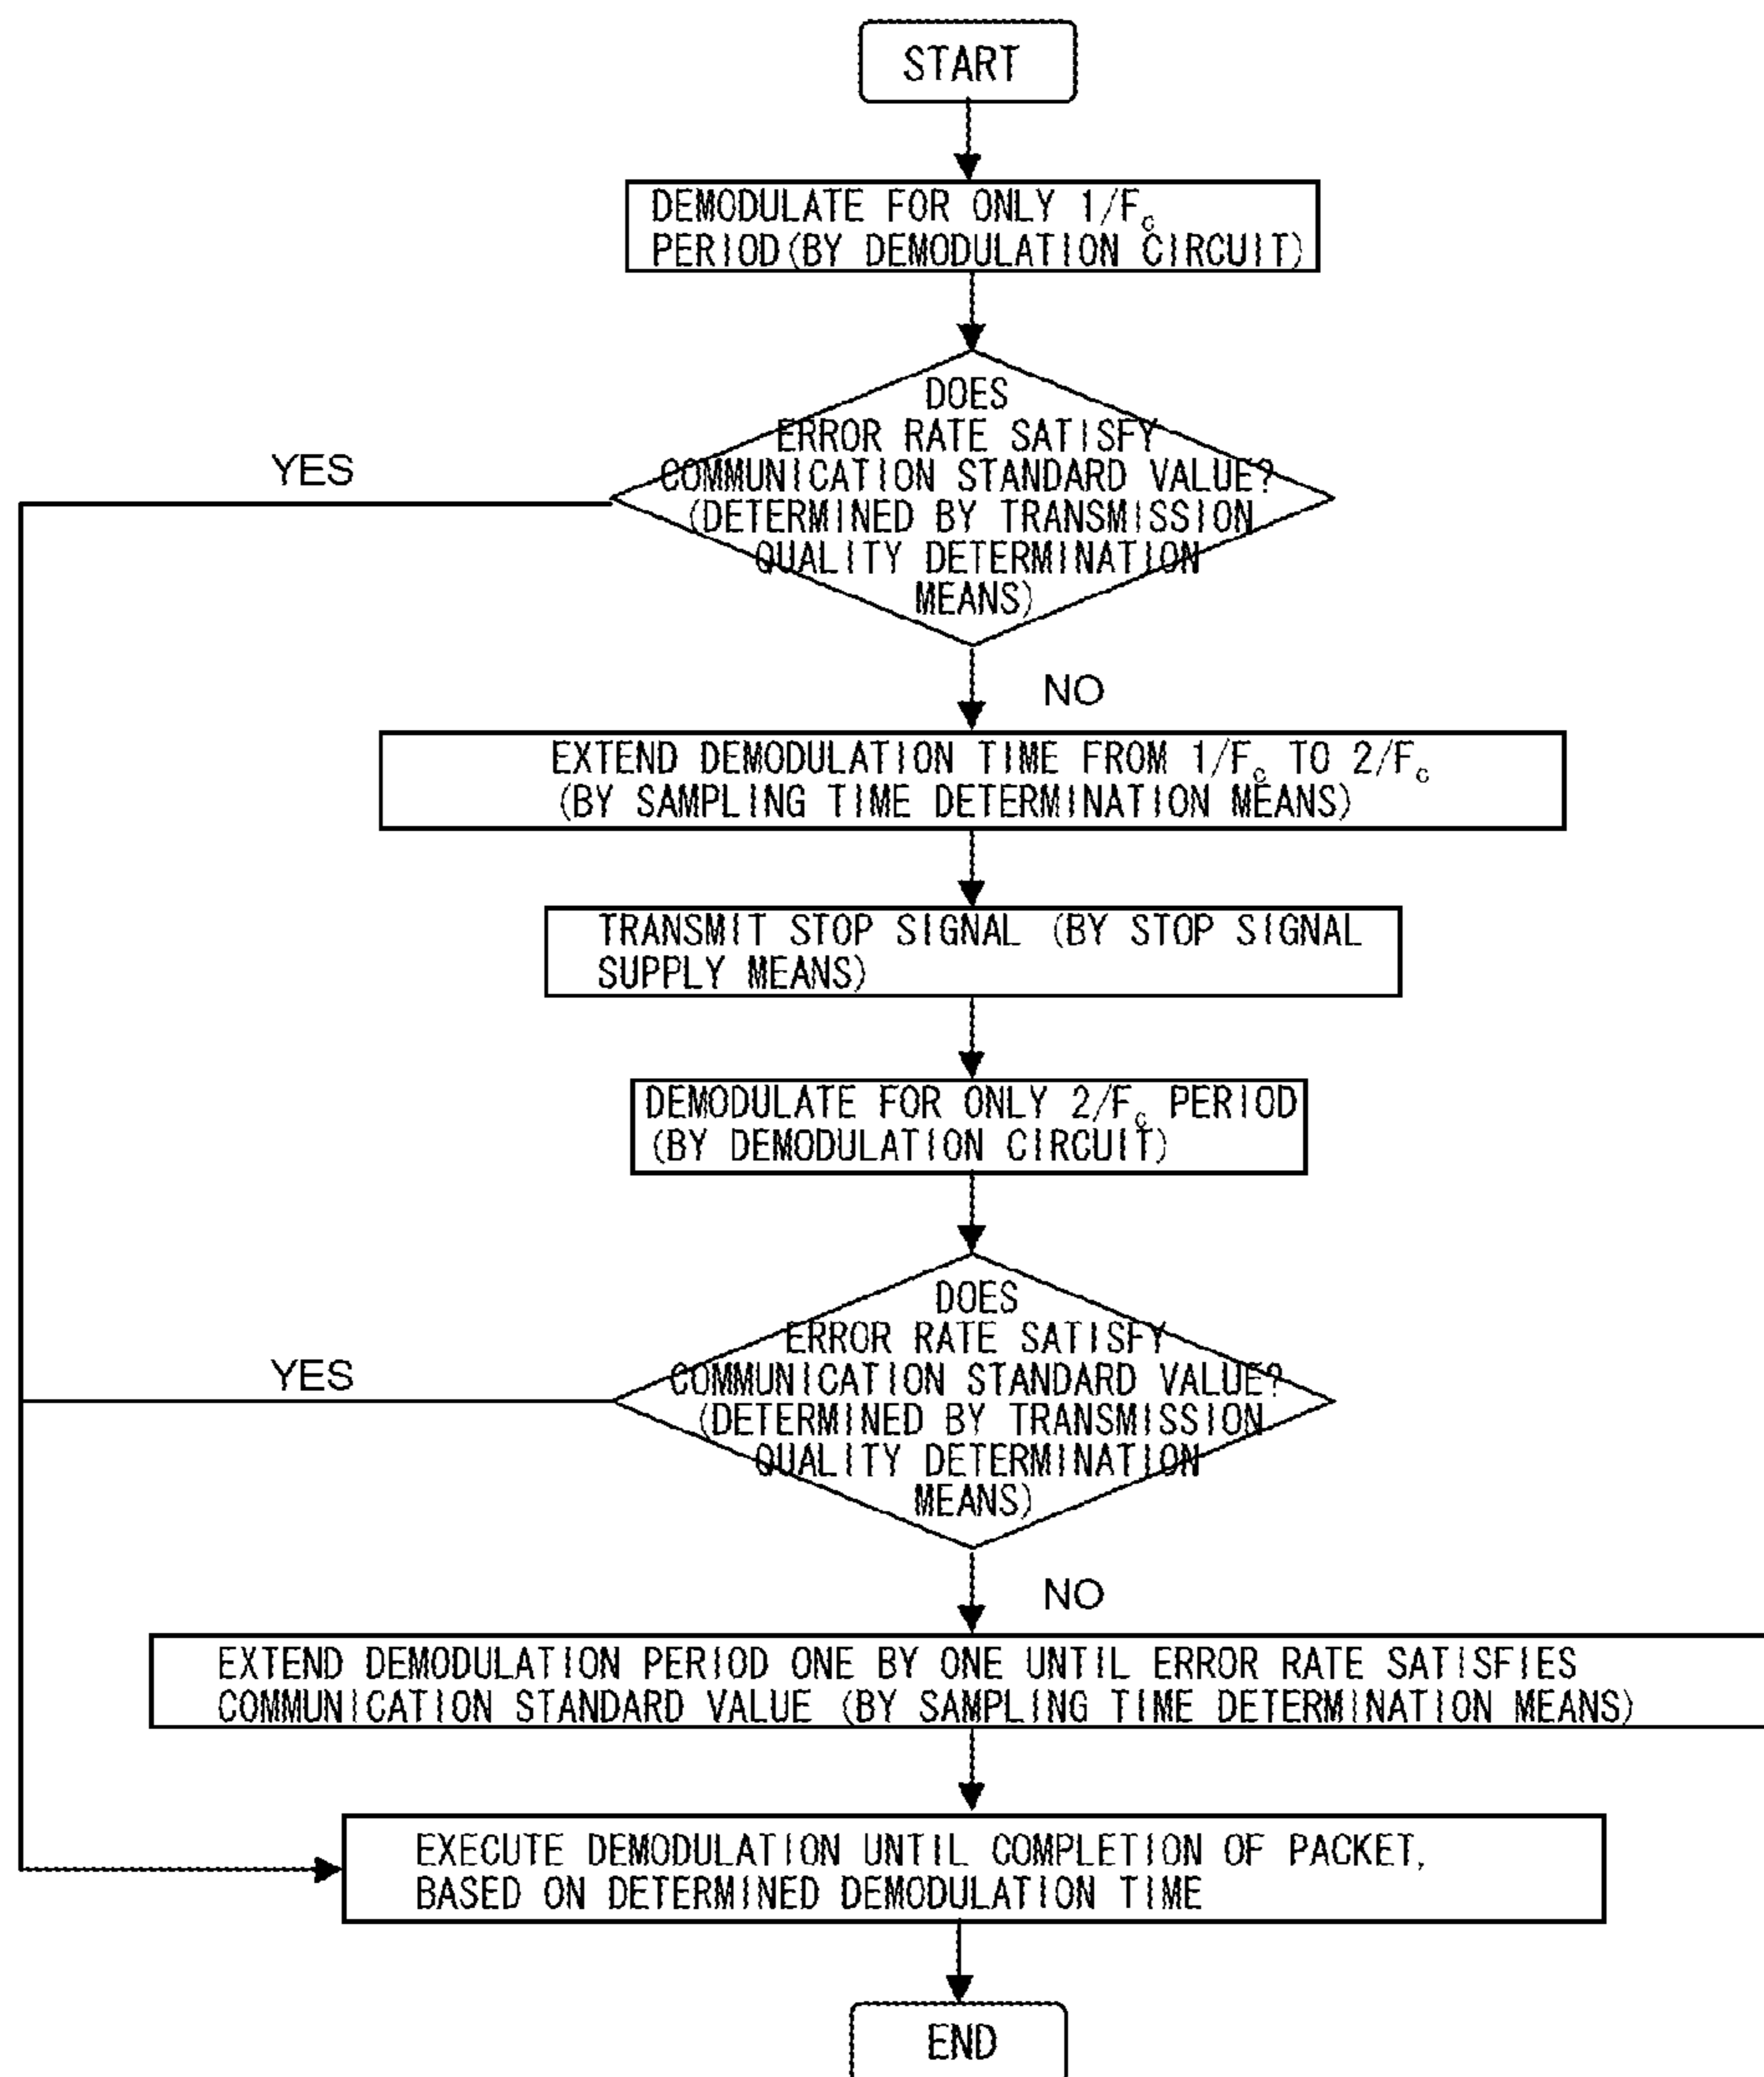 START
DEMODULATE FOR ONLY 1/Fc
PERIOD(BY DEMODULATION CIRCUIT)
DOES
ERROR RATE SATISFY
COMMUNICATION STANDARD VALUE?
(DETERMINED BY TRANSMISSION
QUALITY DETERMINATION
MEANS)
YES
NO
EXTEND DEMODULATION TIME FROM 1/Fc TO 2/Fc
(BY SAMPLING TIME DETERMINATION MEANS)
TRANSMIT STOP SIGNAL (BY STOP SIGNAL
SUPPLY MEANS)
DEMODULATE FOR ONLY 2/Fc PERIOD
(BY DEMODULATION CIRCUIT)
DOES
ERROR RATE SATISFY
COMMUNICATION STANDARD VALUE?
(DETERMINED BY TRANSMISSION
QUALITY DETERMINATION
MEANS)
YES
NO
EXTEND DEMODULATION PERIOD ONE BY ONE UNTIL ERROR RATE SATISFIES
COMMUNICATION STANDARD VALUE (BY SAMPLING TIME DETERMINATION MEANS)
EXECUTE DEMODULATION UNTIL COMPLETION OF PACKET,
BASED ON DETERMINED DEMODULATION TIME
END